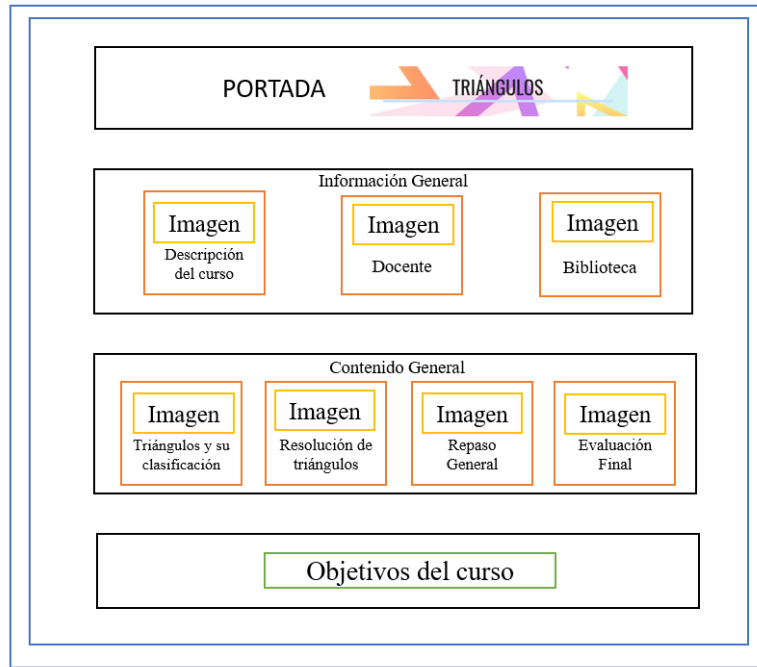 PORTADA TRIÁNGULOS
Información General
Imagen
Descripción
del curso
Imagen
Docente
Imagen
Biblioteca
Contenido General
Imagen
Triángulos y su
clasificación
Imagen
Resolución de
triángulos
Imagen
Repaso
General
Imagen
Evaluación
Final
Objetivos del curso